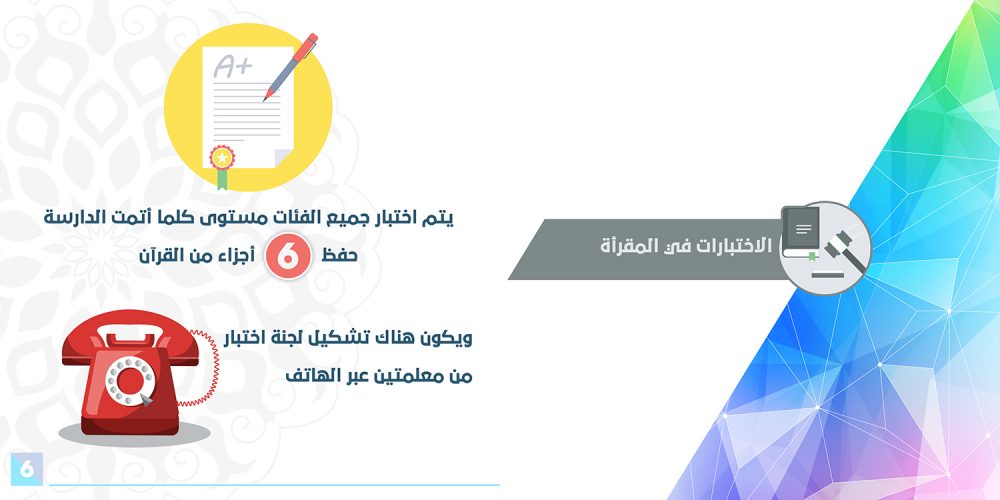 الاختبارات في المقرأة
A+
يتم اختبار جميع الفئات مستوى كلما أتمت الدارسة
حفظ 6 أجزاء من القرآن
ويكون هناك تشكيل لجنة اختبار
من معلمتين عبر الهاتف
6